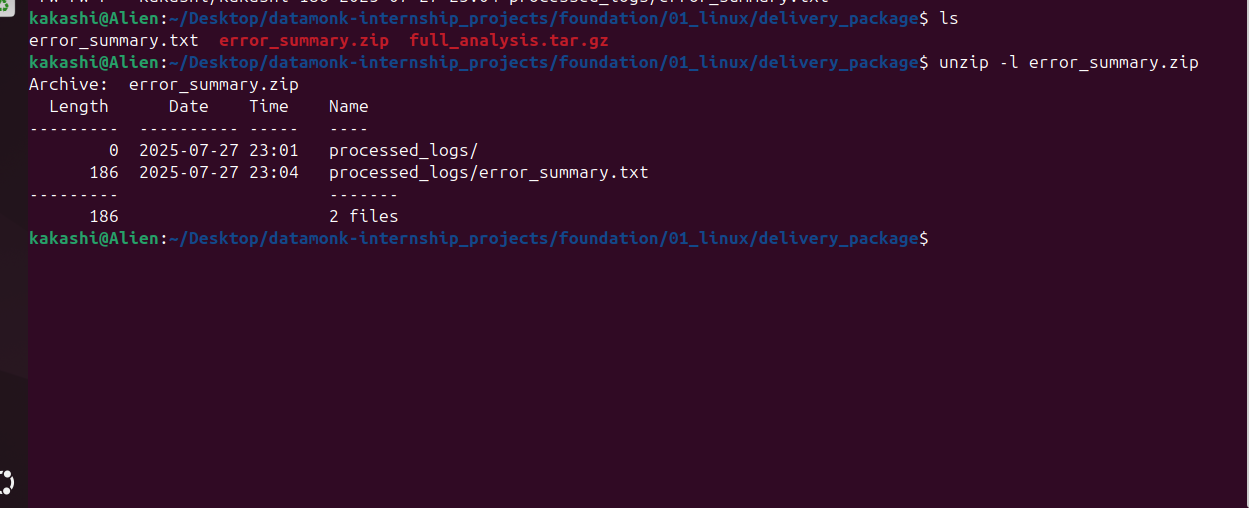 kakashi@Alien:~/Desktop/datamonk-internship_projects/foundation/01_linux/delivery_package$ ls
error_summary.txt  error_summary.zip  full_analysis.tar.gz
kakashi@Alien:~/Desktop/datamonk-internship_projects/foundation/01_linux/delivery_package$ unzip -l error_summary.zip
Archive:  error_summary.zip
  Length      Date    Time    Name
---------  ---------- -----   ----
        0  2025-07-27 23:01   processed_logs/
      186  2025-07-27 23:04   processed_logs/error_summary.txt
---------                     -------
      186                     2 files
kakashi@Alien:~/Desktop/datamonk-internship_projects/foundation/01_linux/delivery_package$